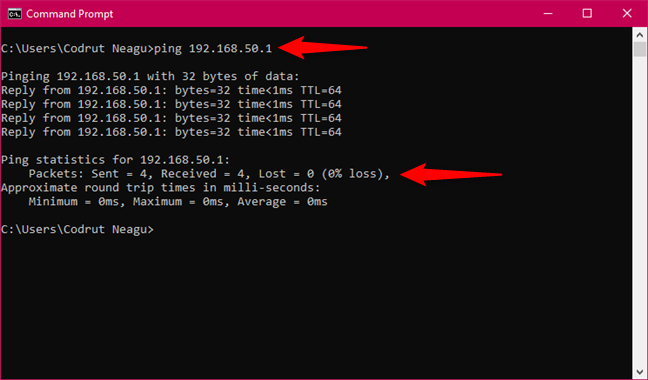 Command Prompt
C:\Users\Codrut Neagu>ping 192.168.50.1
Pinging 192.168.50.1 with 32 bytes of data:
Reply from 192.168.50.1: bytes=32 time<1ms TTL=64
Reply from 192.168.50.1: bytes=32 time<1ms TTL=64
Reply from 192.168.50.1: bytes=32 time<1ms TTL=64
Reply from 192.168.50.1: bytes=32 time<1ms TTL=64
Ping statistics for 192.168.50.1:
    Packets: Sent = 4, Received = 4, Lost = 0 (0% loss),
Approximate round trip times in milli-seconds:
    Minimum = 0ms, Maximum = 0ms, Average = 0ms
C:\Users\Codrut Neagu>